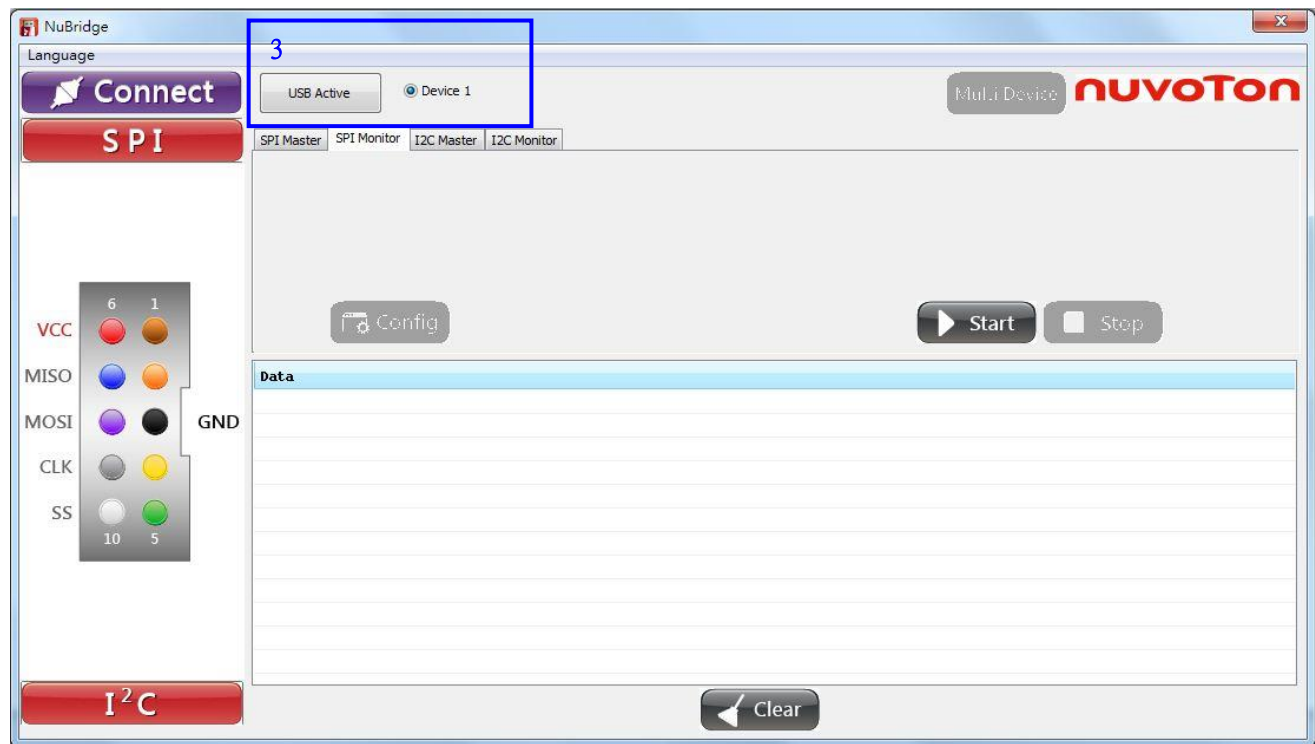 NuBridge
Language
3
Connect
USB Active
Device 1
Multi Device
nuvoTon
SPI
SPI Master SPI Monitor I2C Master I2C Monitor
6 1
VCC
Config
Start
Stop
MISO
Data
MOSI
GND
CLK
SS
10 5
I2C
Clear